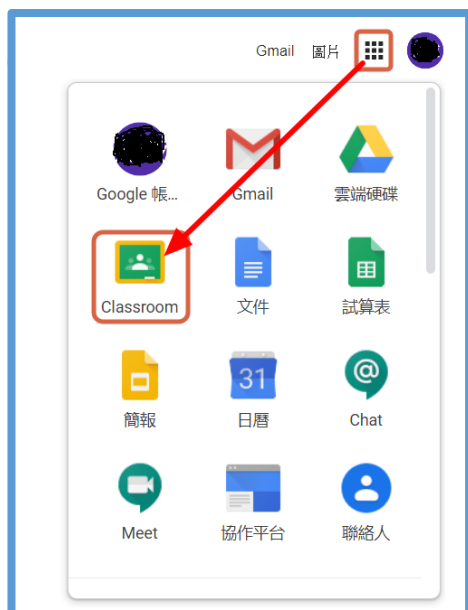 Gmail 圖片
Google 帳... Gmail 雲端硬碟
Classroom 文件 試算表
簡報 31 日曆 @ Chat
Meet 協作平台 聯絡人